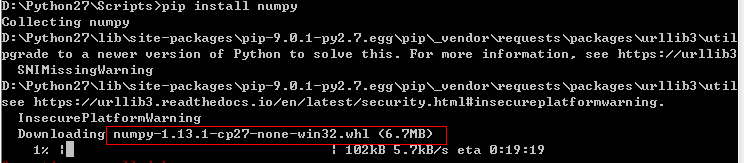 D:\Python27\Scripts>pip install numpy
Collecting numpy
D:\Python27\lib\site-packages\pip-9.0.1-py2.7.egg\pip\_vendor\requests\packages\urllib3\util
pgrade to a newer version of Python to solve this. For more information, see https://urllib3
SNIMissingWarning
D:\Python27\lib\site-packages\pip-9.0.1-py2.7.egg\pip\_vendor\requests\packages\urllib3\util
see https://urllib3.readthedocs.io/en/latest/security.html#insecureplatformwarning.
InsecurePlatformWarning
Downloading numpy-1.13.1-cp27-none-win32.whl (6.7MB)
1% |█ | 102kB 5.7kB/s eta 0:19:19